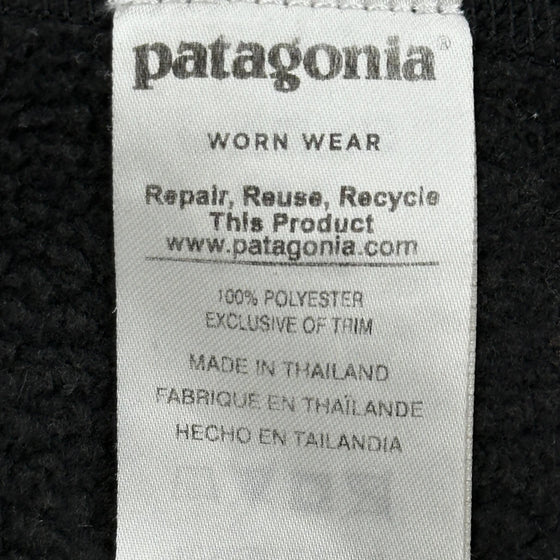 patagonia®
WORN WEAR
Repair, Reuse, Recycle
This Product
www.patagonia.com
100% POLYESTER
EXCLUSIVE OF TRIM
MADE IN THAILAND
FABRIQUE EN THAÏLANDE
HECHO EN TAILANDIA